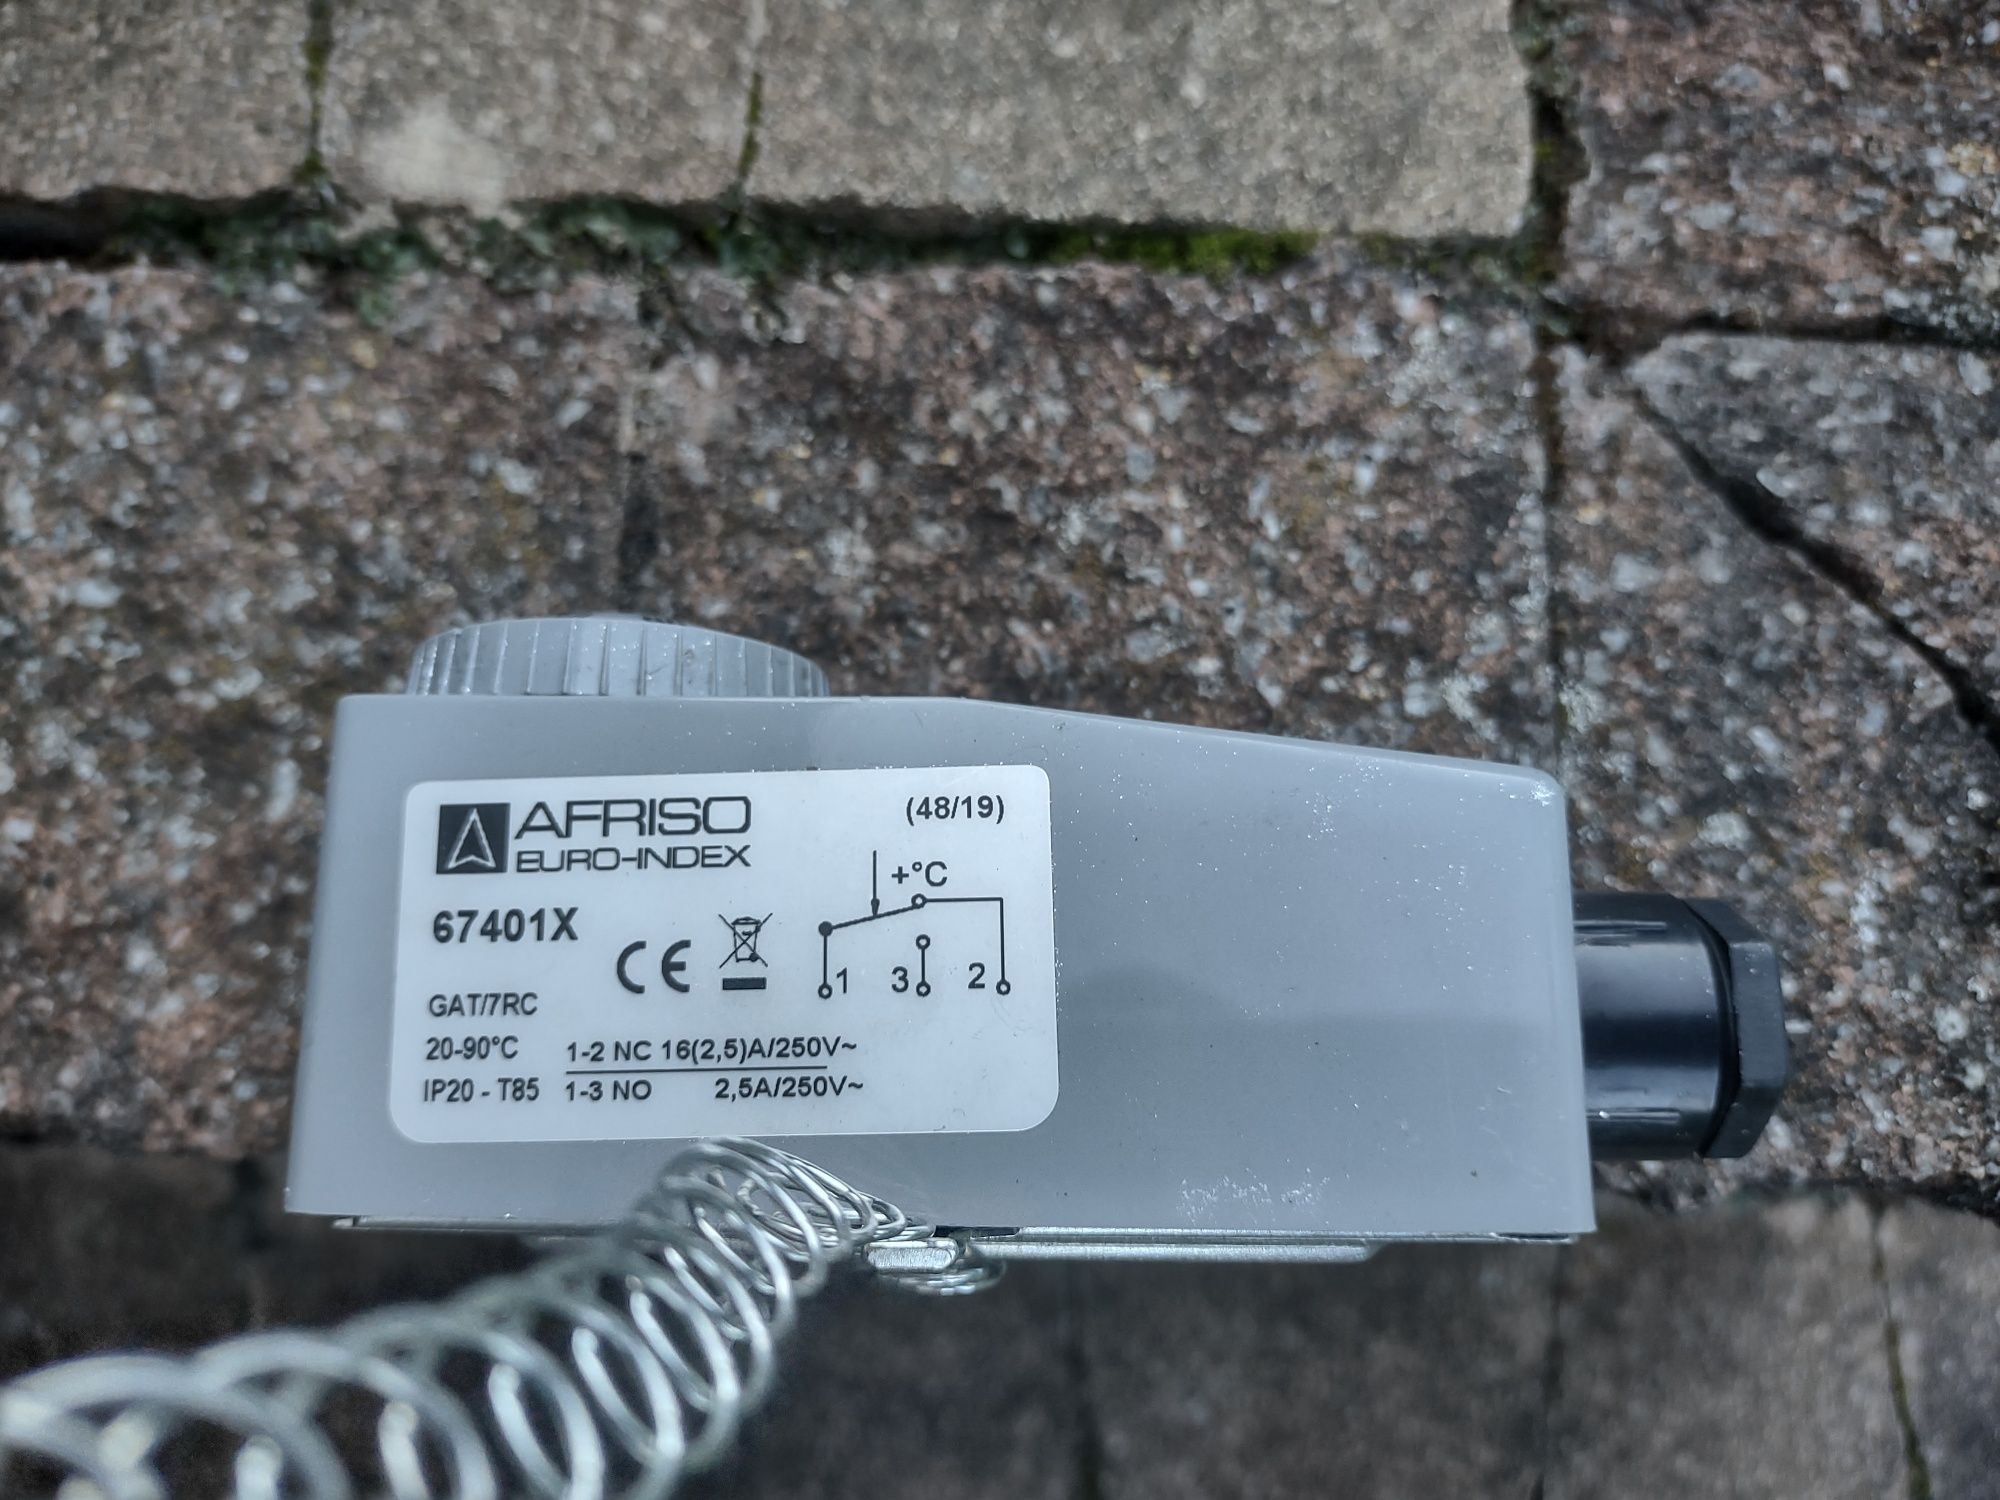 AFRISO
EURO-INDEX
(48/19)
67401X
+°C
1 3 2
CE
GAT/7RC
20-90°C 1-2 NC 16(2,5)A/250V~
IP20 - T85 1-3 NO 2,5A/250V~